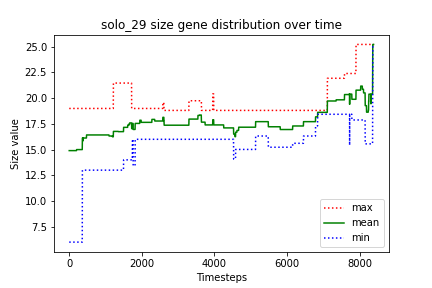 solo_29 size gene distribution over time
Size value
25.0
22.5
20.0
17.5
15.0
12.5
10.0
7.5
max
mean
min
0
2000
4000
6000
8000
Timesteps